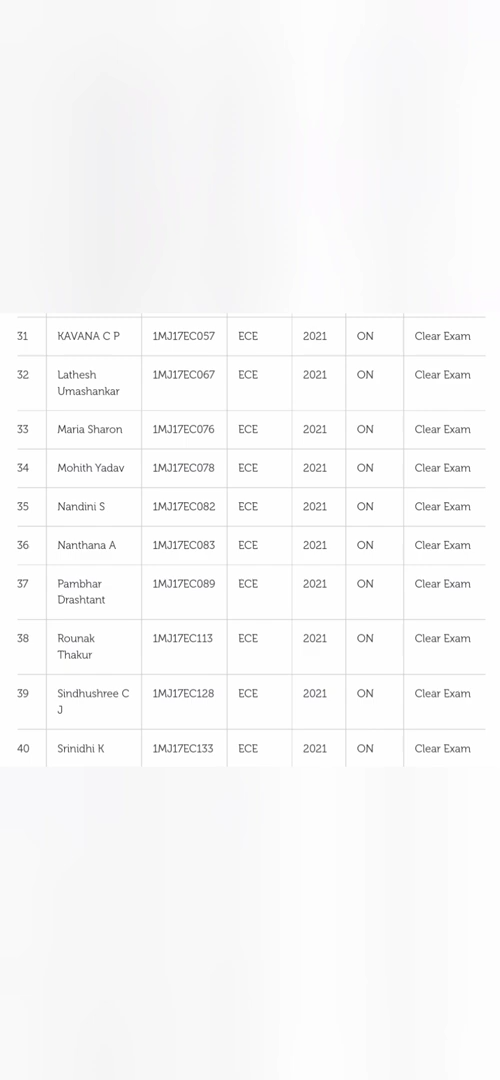 31 KAVANA C P 1MJ17EC057 ECE 2021 ON Clear Exam
32 Lathesh 1MJ17EC067 ECE 2021 ON Clear Exam
Umashankar
33 Maria Sharon 1MJ17EC076 ECE 2021 ON Clear Exam
34 Mohith Yadav 1MJ17EC078 ECE 2021 ON Clear Exam
35 Nandini S 1MJ17EC082 ECE 2021 ON Clear Exam
36 Nanthana A 1MJ17EC083 ECE 2021 ON Clear Exam
37 Pambhar 1MJ17EC089 ECE 2021 ON Clear Exam
Drashtant
38 Rounak 1MJ17EC113 ECE 2021 ON Clear Exam
Thakur
39 Sindhushree C 1MJ17EC128 ECE 2021 ON Clear Exam
J
40 Srinidhi K 1MJ17EC133 ECE 2021 ON Clear Exam